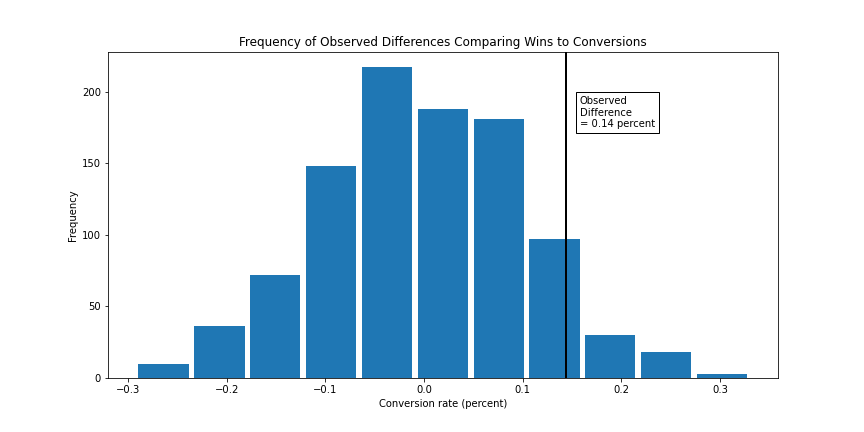 Frequency of Observed Differences Comparing Wins to Conversions
Frequency
200
150
100
50
0
Observed
Difference
= 0.14 percent
−0.3
−0.2
−0.1
0.0
0.1
0.2
0.3
Conversion rate (percent)